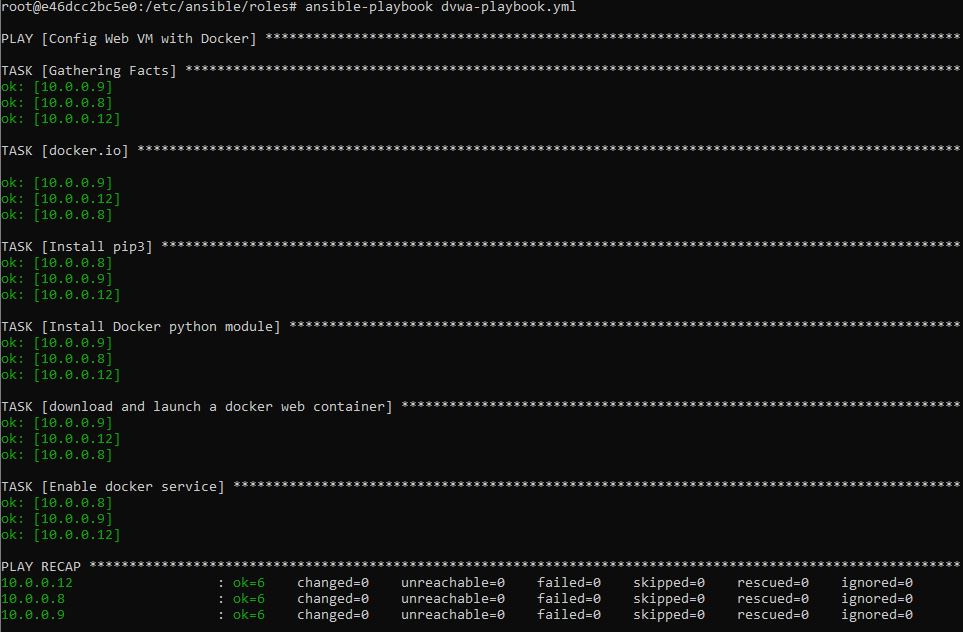 root@e46dcc2bc5e0:/etc/ansible/roles# ansible-playbook dvwa-playbook.yml
PLAY [Config Web VM with Docker] ***************************************************************************************
TASK [Gathering Facts] *************************************************************************************************
ok: [10.0.0.9]
ok: [10.0.0.8]
ok: [10.0.0.12]
TASK [docker.io] *******************************************************************************************************
ok: [10.0.0.9]
ok: [10.0.0.12]
ok: [10.0.0.8]
TASK [Install pip3] ****************************************************************************************************
ok: [10.0.0.8]
ok: [10.0.0.9]
ok: [10.0.0.12]
TASK [Install Docker python module] ************************************************************************************
ok: [10.0.0.9]
ok: [10.0.0.8]
ok: [10.0.0.12]
TASK [download and launch a docker web container] **********************************************************************
ok: [10.0.0.9]
ok: [10.0.0.12]
ok: [10.0.0.8]
TASK [Enable docker service] *******************************************************************************************
ok: [10.0.0.8]
ok: [10.0.0.9]
ok: [10.0.0.12]
PLAY RECAP *************************************************************************************************************
10.0.0.12                  : ok=6    changed=0    unreachable=0    failed=0    skipped=0    rescued=0    ignored=0
10.0.0.8                   : ok=6    changed=0    unreachable=0    failed=0    skipped=0    rescued=0    ignored=0
10.0.0.9                   : ok=6    changed=0    unreachable=0    failed=0    skipped=0    rescued=0    ignored=0